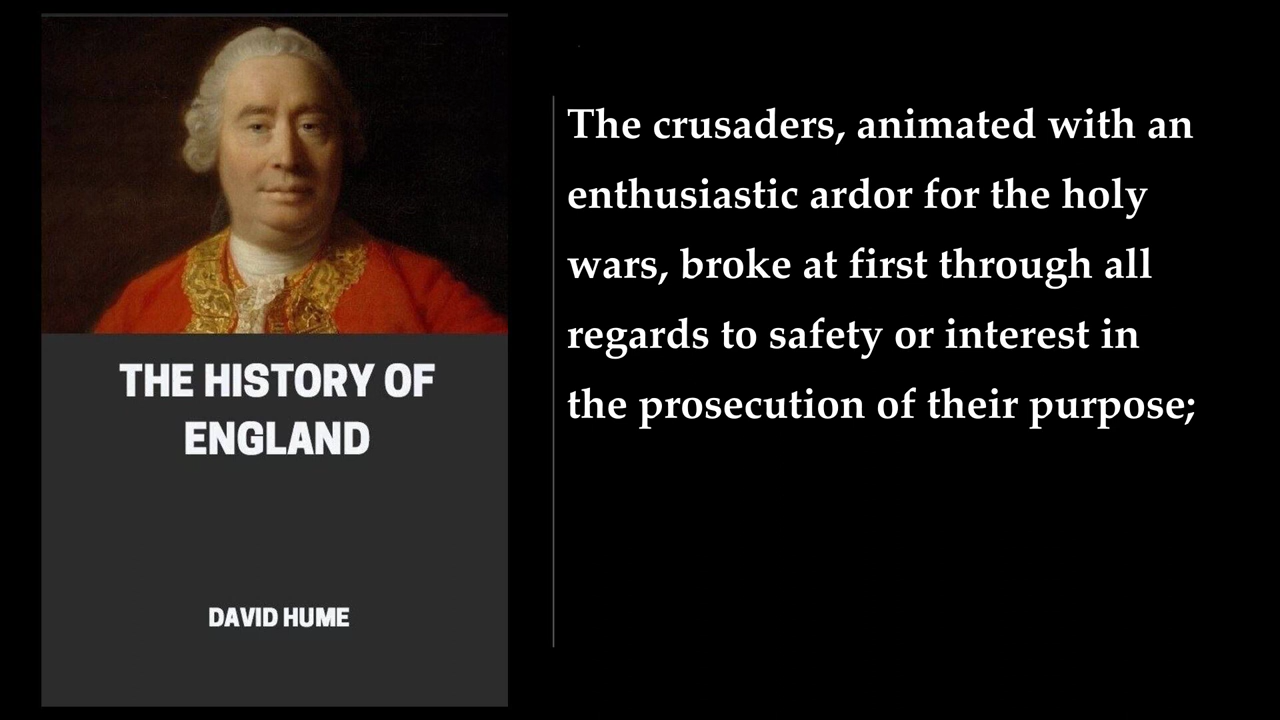 THE HISTORY OF
ENGLAND
DAVID HUME
The crusaders, animated with an
enthusiastic ardor for the holy
wars, broke at first through all
regards to safety or interest in
the prosecution of their purpose;